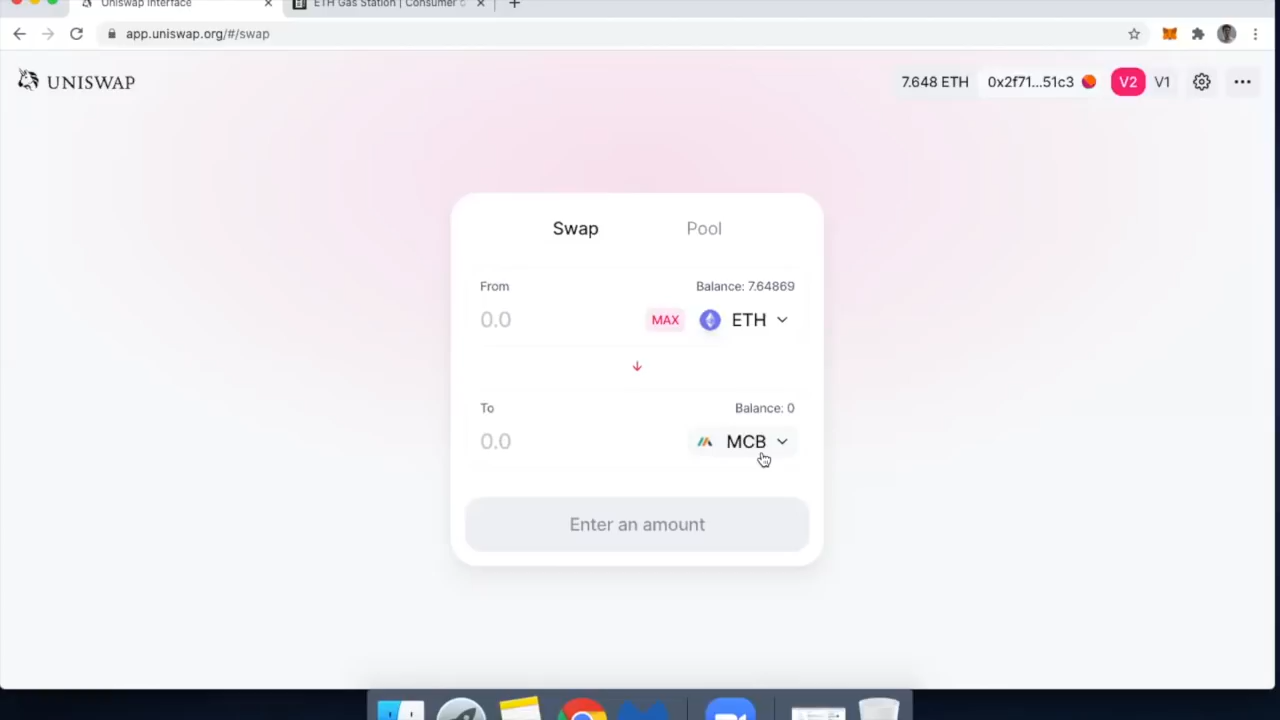 Uniswap Interface
ETH Gas Station | Consumer
app.uniswap.org/#/swap
UNISWAP
7.648 ETH
0x2f71...51c3
V2
V1
Swap
Pool
From
Balance: 7.64869
0.0
MAX
ETH
To
Balance: 0
0.0
MCB
Enter an amount